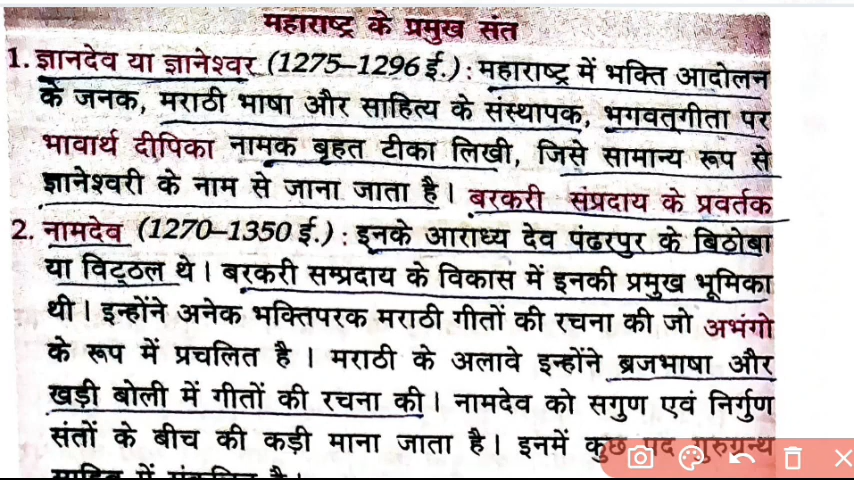 महाराष्ट्र के प्रमुख संत
1. ज्ञानदेव या ज्ञानेश्वर (1275–1296 ई.) : महाराष्ट्र में भक्ति आदोलन
के जनक, मराठी भाषा और साहित्य के संस्थापक, भगवत्गीता पर
भावार्थ दीपिका नामक बृहत टीका लिखी, जिसे सामान्य रूप से
ज्ञानेश्वरी के नाम से जाना जाता है। बरकरी संप्रदाय के प्रवर्तक
2. नामदेव (1270–1350 ई.) : इनके आराध्य देव पंढरपुर के बिठोबा
या विट्ठल थे। बरकरी सम्प्रदाय के विकास में इनकी प्रमुख भूमिका
थी। इन्होंने अनेक भक्तिपरक मराठी गीतों की रचना की जो अभंगो
के रूप में प्रचलित है। मराठी के अलावे इन्होंने ब्रजभाषा और
खड़ी बोली में गीतों की रचना की। नामदेव को सगुण एवं निर्गुण
संतों के बीच की कड़ी माना जाता है। इनमें कुछ पद गुरुग्रन्थ